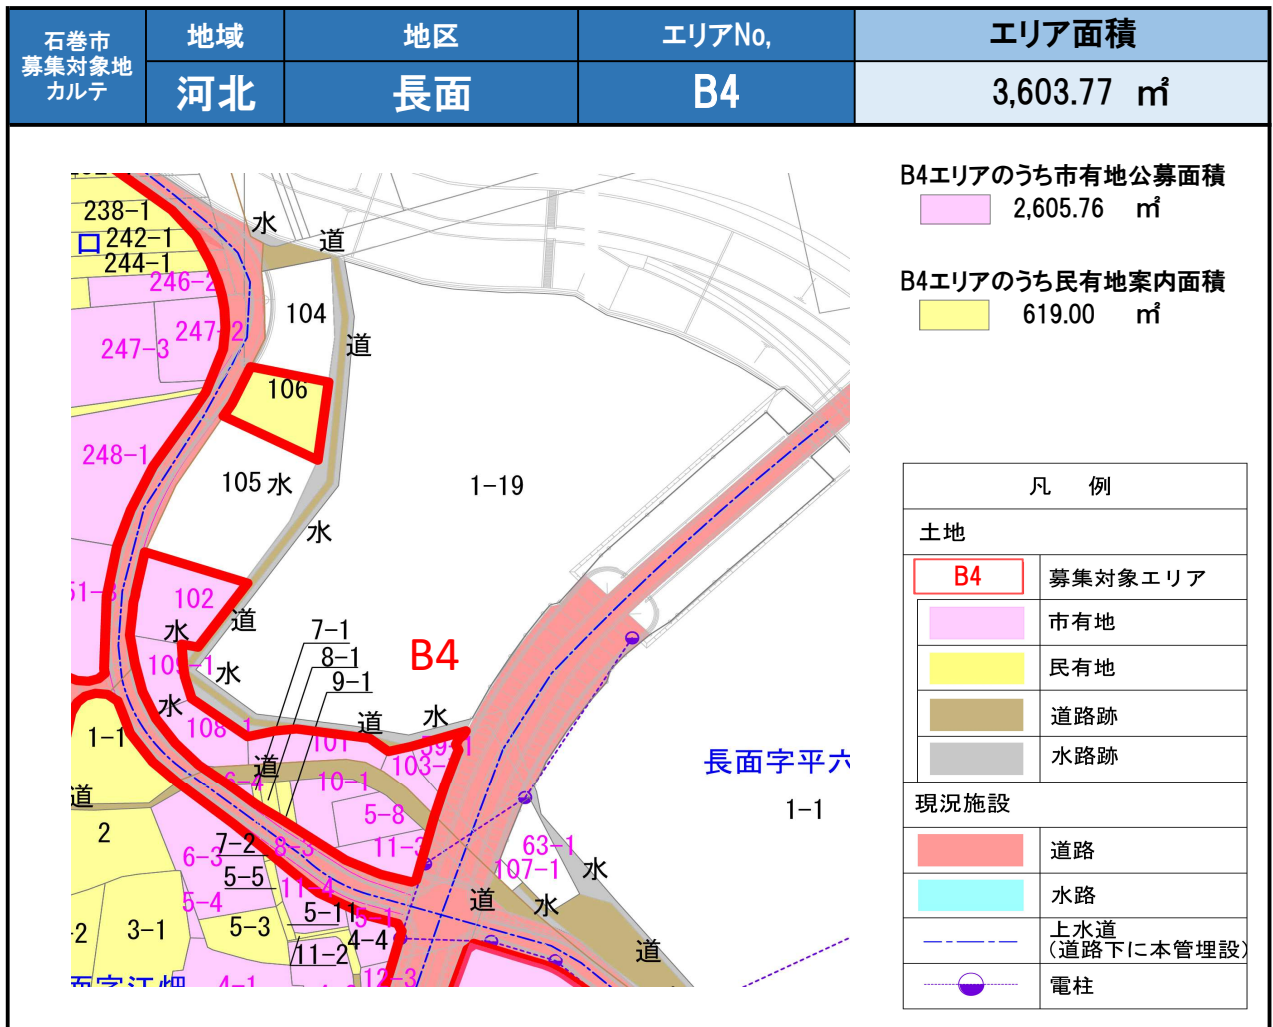 石巻市
募集対象地
カルテ
地域
地区
エリアNo,
エリア面積
河北
長面
B4
3,603.77 ㎡
B4エリアのうち市有地公募面積
2,605.76 ㎡
B4エリアのうち民有地案内面積
619.00 ㎡
238-1
口 242-1
244-1
246-2
247-2
247-3
248-1
水
道
104
道
106
105 水
水
1-19
102
水
道
109-1
水
水
108-1
7-1
8-1
9-1
B4
道
水
101
59-1
103-
道
6-4
10-1
5-8
11-3
1-1
道
2
6-3
7-2
8-3
5-5
11-4
5-4
5-11
5-1
3-1
5-3
4-4
11-2
-2
12-3
4-1
長面字平六
1-1
63-1
107-1
水
道
水
道
凡 例
土地
B4
募集対象エリア
市有地
民有地
道路跡
水路跡
現況施設
道路
水路
上水道
(道路下に本管埋設)
電柱